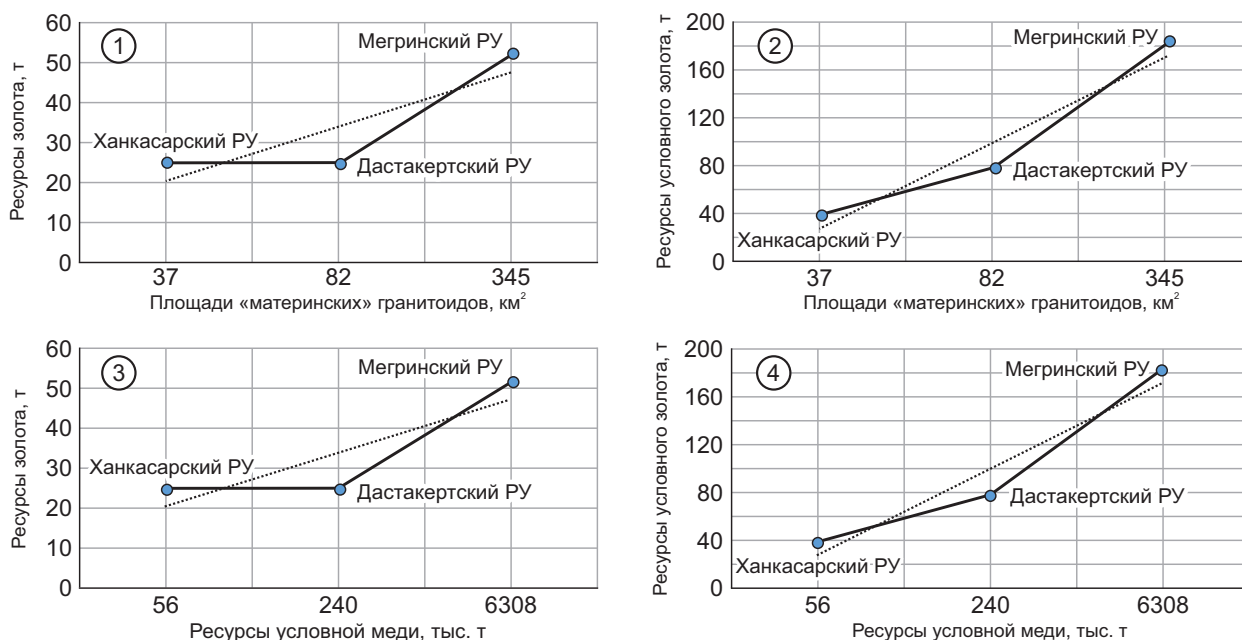 1
Ресурсы золота, т
60
50
40
30
20
10
0
Мегринский РУ
Ханкасарский РУ
Дастакертский РУ
37
82
345
Площади «материнских» гранитоидов, км²
2
Ресурсы условного золота, т
200
160
120
80
40
0
Мегринский РУ
Дастакертский РУ
Ханкасарский РУ
37
82
345
Площади «материнских» гранитоидов, км²
3
Ресурсы золота, т
60
50
40
30
20
10
0
Мегринский РУ
Ханкасарский РУ
Дастакертский РУ
56
240
6308
Ресурсы условной меди, тыс. т
4
Ресурсы условного золота, т
200
160
120
80
40
0
Мегринский РУ
Дастакертский РУ
Ханкасарский РУ
56
240
6308
Ресурсы условной меди, тыс. т